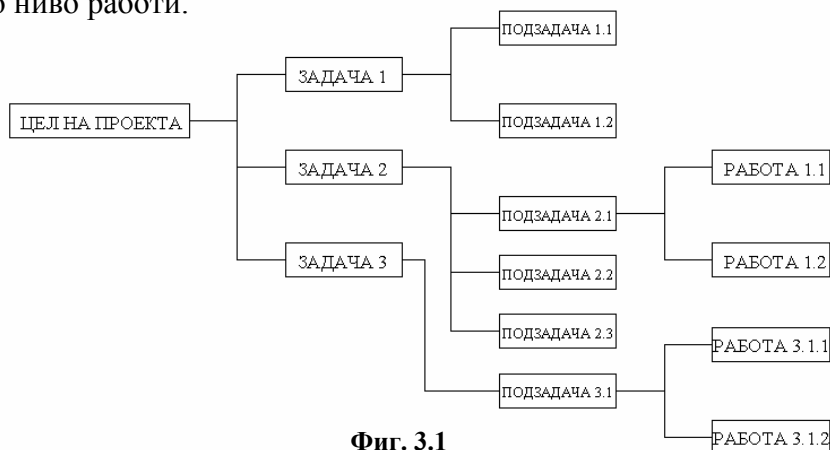 о ниво работи.
ПОДЗАДАЧА 1.1
ЗАДАЧА 1
ЦЕЛ НА ПРОЕКТА
ПОДЗАДАЧА 1.2
ЗАДАЧА 2
РАБОТА 1.1
ПОДЗАДАЧА 2.1
ЗАДАЧА 3
РАБОТА 1.2
ПОДЗАДАЧА 2.2
ПОДЗАДАЧА 2.3
РАБОТА 3.1.1
ПОДЗАДАЧА 3.1
РАБОТА 3.1.2
Фиг. 3.1